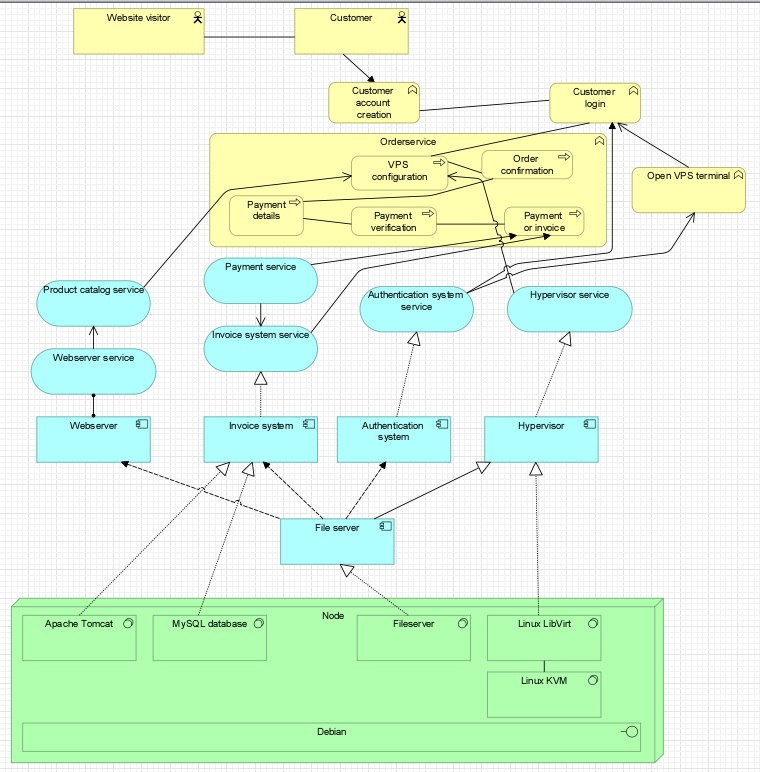 Website visitor
Customer
Customer
account
creation
Customer
login
Orderservice
VPS
configuration
Order
confirmation
Open VPS terminal
Payment
details
Payment
verification
Payment
or invoice
Payment service
Product catalog service
Authentication system
service
Hypervisor service
Invoice system service
Webserver service
Webserver
Invoice system
Authentication
system
Hypervisor
File server
Node
Apache Tomcat
MySQL database
Fileserver
Linux LibVirt
Linux KVM
Debian